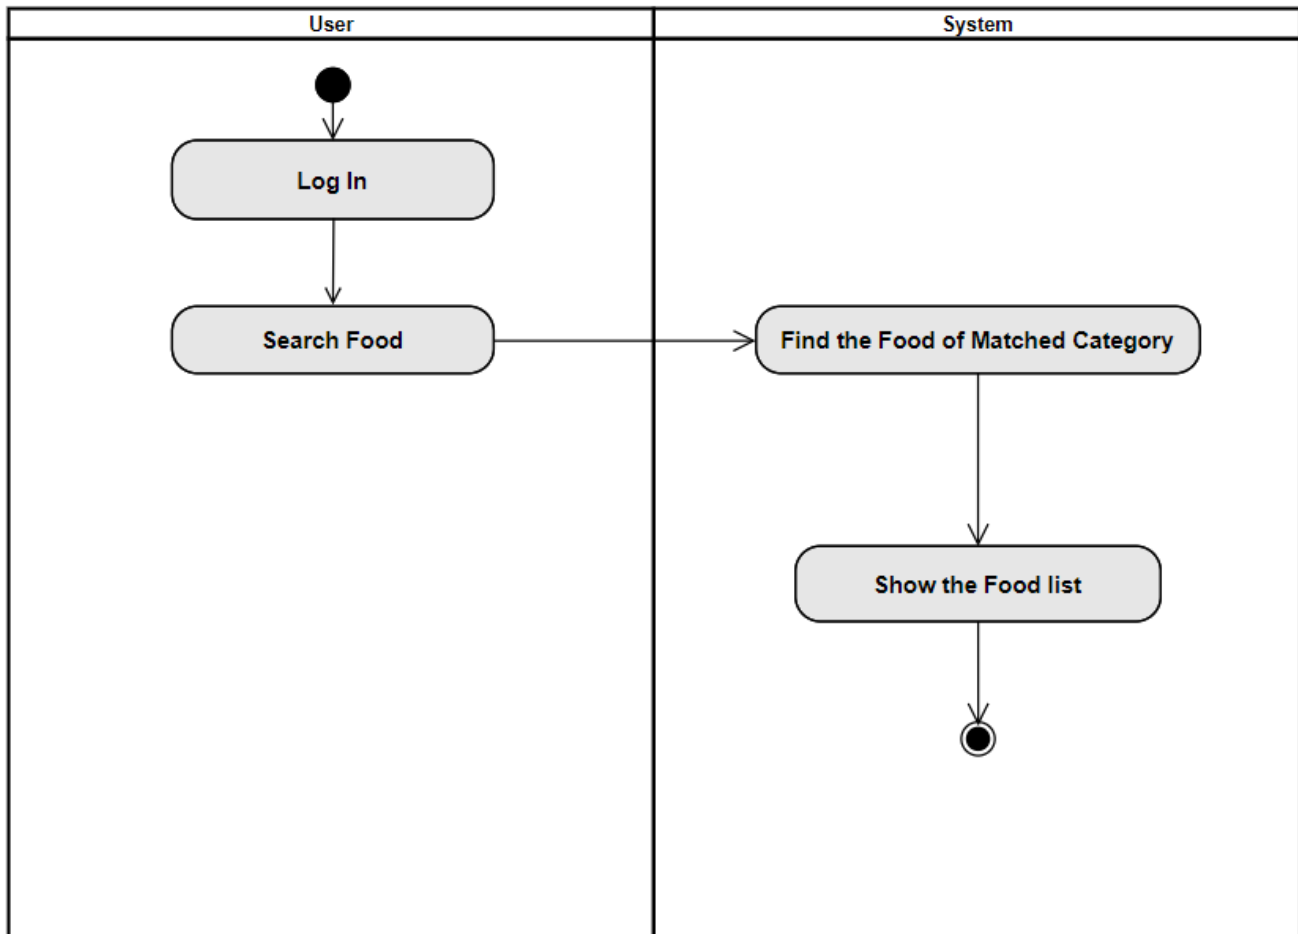 User
System
Log In
Search Food
Find the Food of Matched Category
Show the Food list